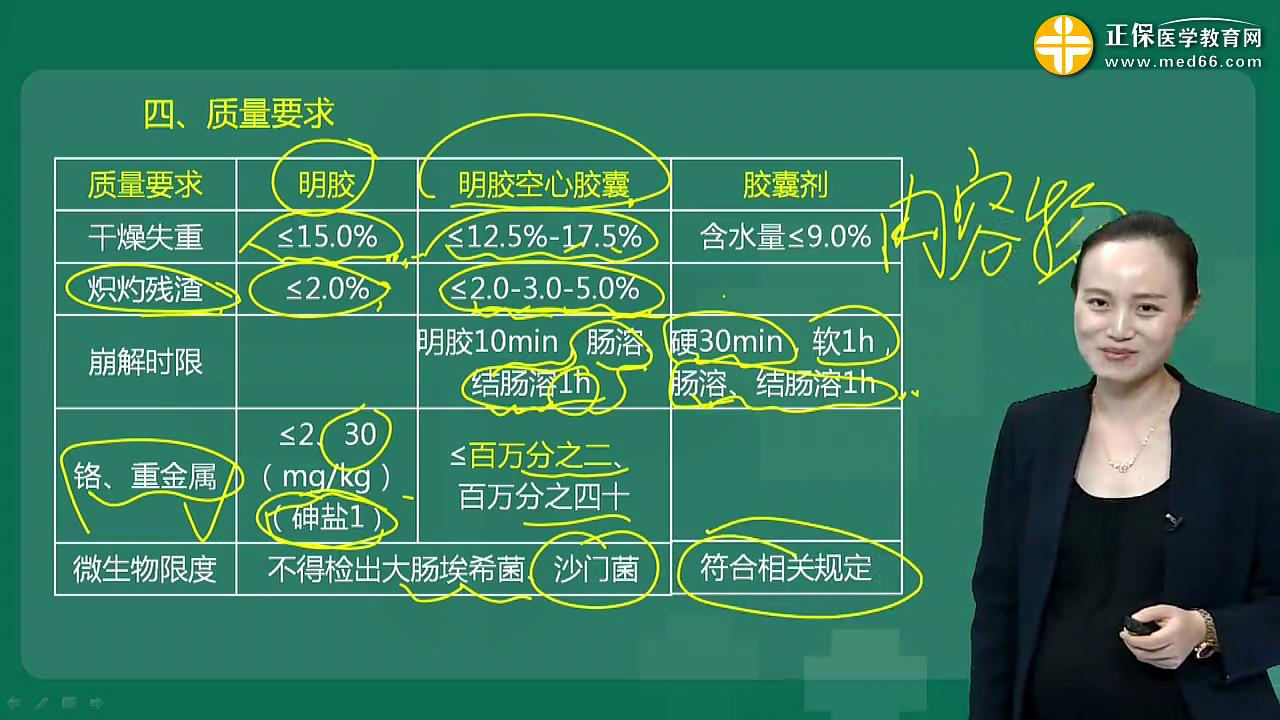 正保医学教育网
www.med66.com
四、质量要求
质量要求 明胶 明胶空心胶囊 胶囊剂
干燥失重 ≤15.0% ≤12.5%-17.5% 含水量≤9.0%
内容物
炽灼残渣 ≤2.0% ≤2.0-3.0-5.0%
崩解时限 明胶10min、肠溶
结肠溶1h
硬30min、软1h,
肠溶、结肠溶1h
铬、重金属 ≤2、30
(mg/kg)
(砷盐1)
≤百万分之二、
百万分之四十
微生物限度 不得检出大肠埃希菌、沙门菌 符合相关规定